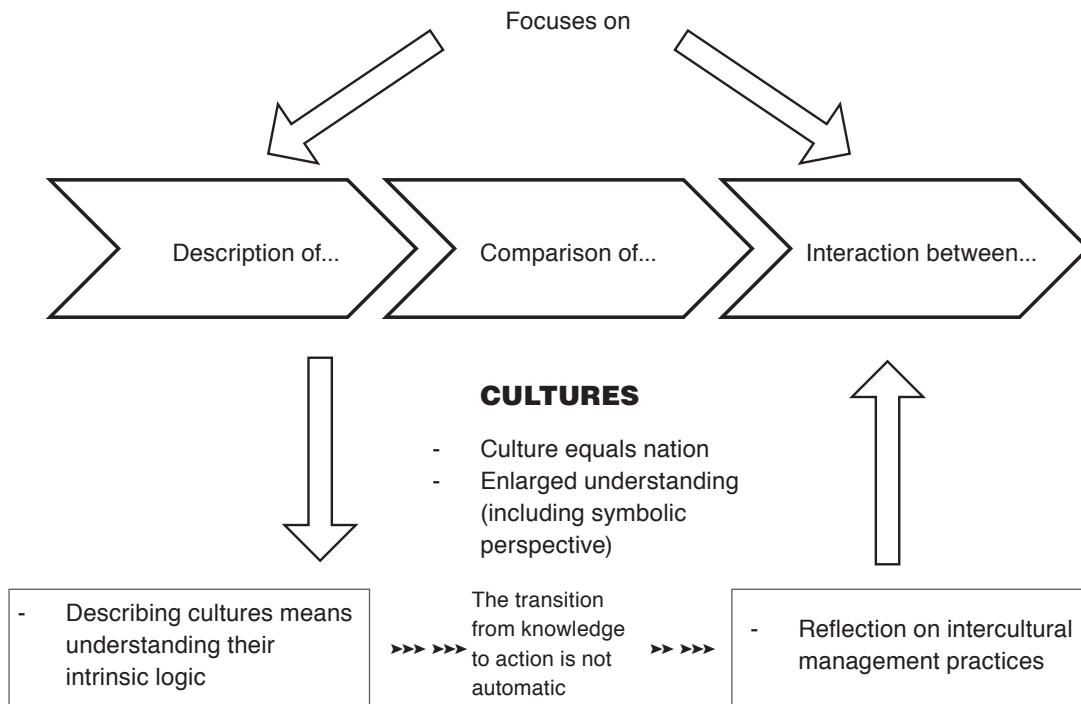 Focuses on
Description of...
Comparison of...
Interaction between...
CULTURES
- Culture equals nation
- Enlarged understanding
(including symbolic
perspective)
- Describing cultures means
understanding their
intrinsic logic
The transition
from knowledge
to action is not
automatic
- Reflection on intercultural
management practices